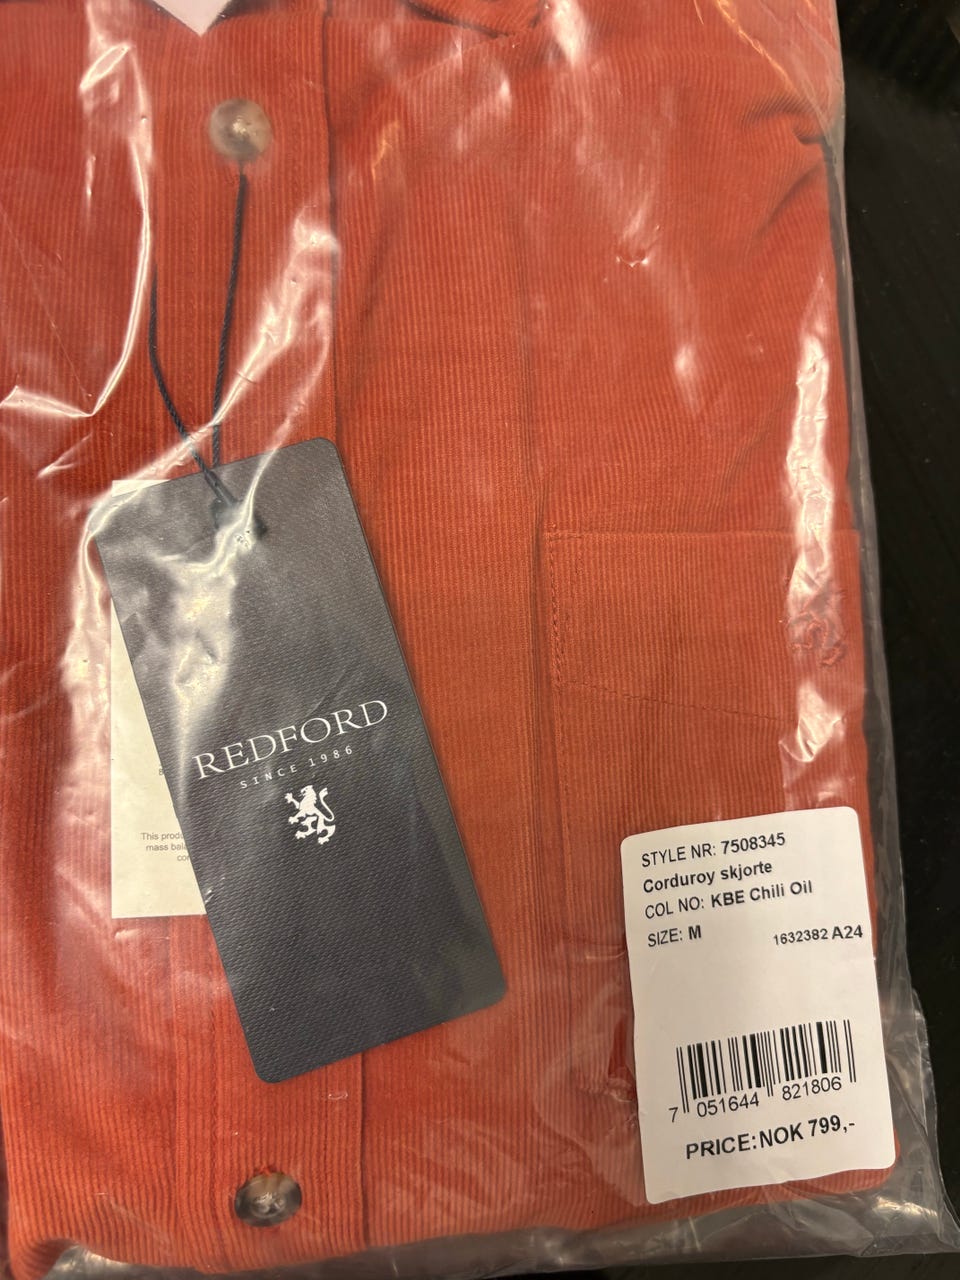 REDFORD
SINCE 1986
This prod
mass bal
STYLE NR: 7508345
Corduroy skjorte
COL NO: KBE Chili Oil
SIZE: M
1632382 A24
7 051644 821806
PRICE:NOK 799,-